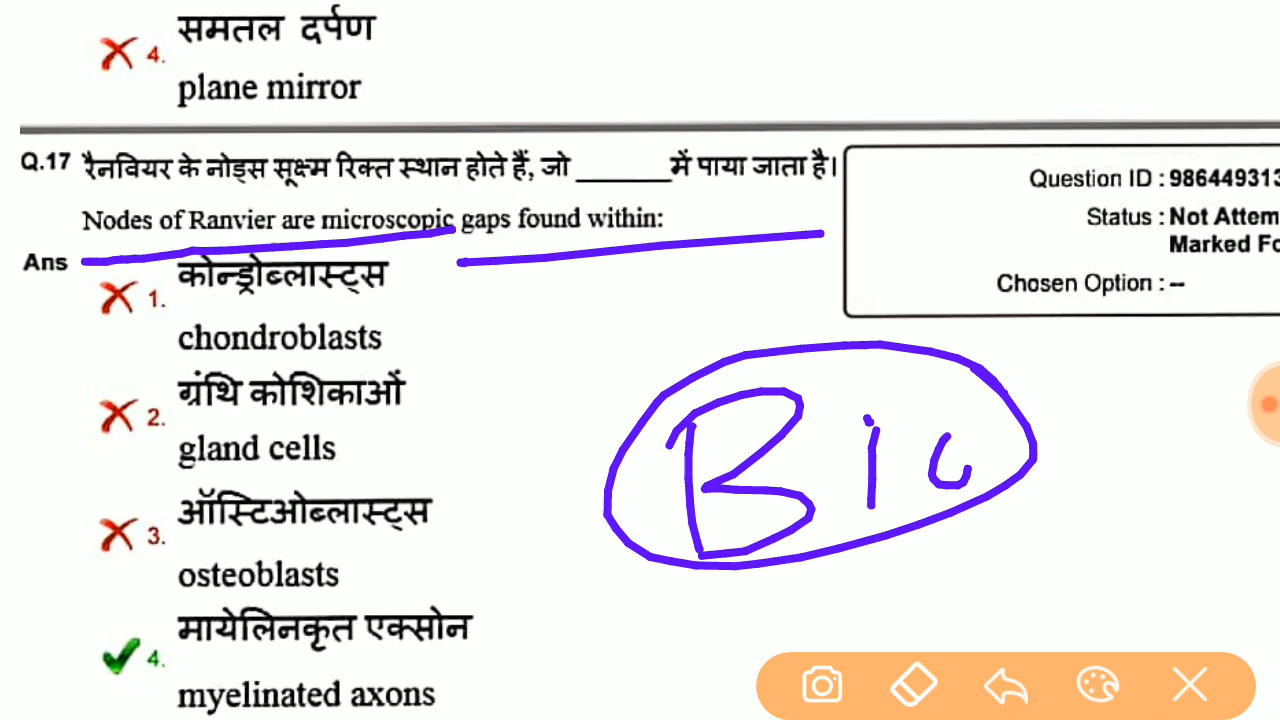 समतल दर्पण
4.
plane mirror
Q.17 रैनवियर के नोड्स सूक्ष्म रिक्त स्थान होते हैं, जो ______में पाया जाता है।
Nodes of Ranvier are microscopic gaps found within:
Question ID : 986449313
Status : Not Attem
Marked Fo
Chosen Option : --
Ans
कोन्ड्रोब्लास्ट्स
1.
chondroblasts
ग्रंथि कोशिकाओं
2.
gland cells
ऑस्टिओब्लास्ट्स
3.
osteoblasts
मायेलिनकृत एक्सोन
4.
myelinated axons
Bio